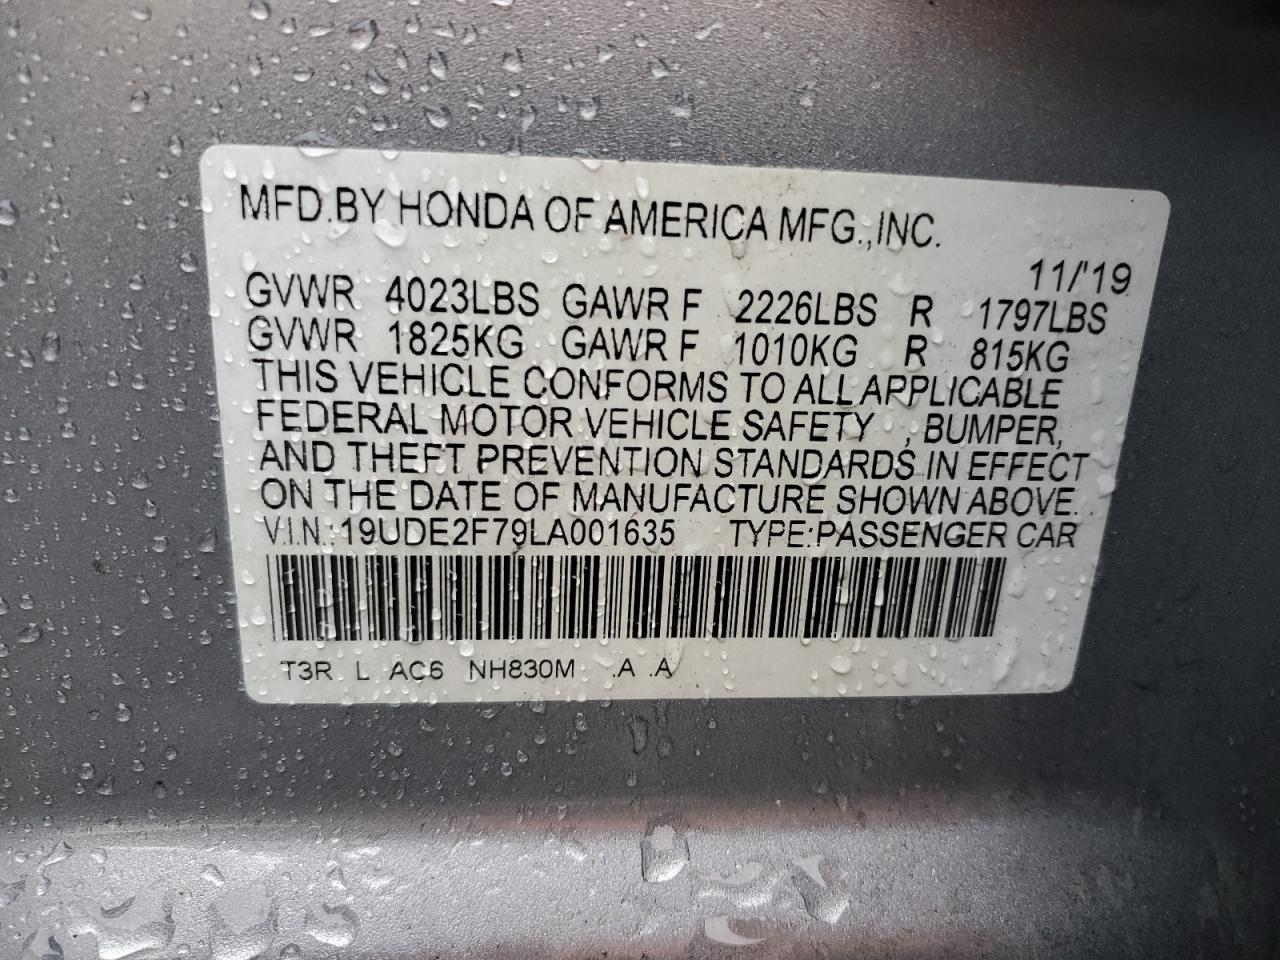 MFD.BY HONDA OF AMERICA MFG.,INC.
11/'19
GVWR 4023LBS GAWR F 2226LBS R 1797LBS
GVWR 1825KG GAWR F 1010KG R 815KG
THIS VEHICLE CONFORMS TO ALL APPLICABLE
FEDERAL MOTOR VEHICLE SAFETY , BUMPER,
AND THEFT PREVENTION STANDARDS IN EFFECT
ON THE DATE OF MANUFACTURE SHOWN ABOVE.
V.I.N.:19UDE2F79LA001635 TYPE:PASSENGER CAR
T3R L AC6 NH830M .A .A